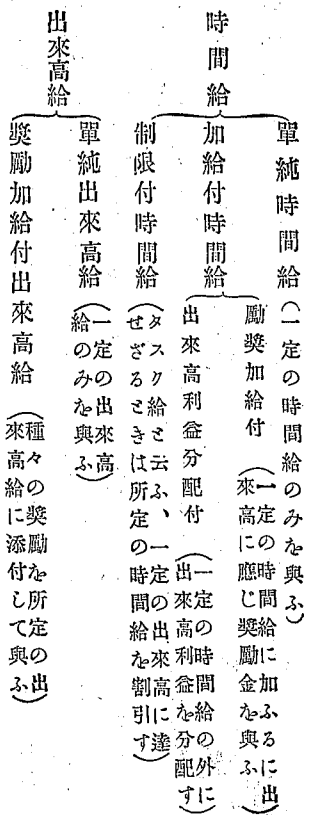 時間給
單純時間給(一定の時間給のみを與ふ)
加給付時間給
勵奬加給付
(一定の時間給に加ふるに出
來高に應じ奬勵金を與ふ)
出來高利益分配付
(一定の時間給の外に
出來高利益を分配す)
制限付時間給
(タスク給と云ふ、一定の出來高に達
せざるときは所定の時間給を割引す)
出來高給
單純出來高給
(一定の出來高
給のみを與ふ)
奬勵加給付出來高給
(種々の奬勵を所定の出
來高給に添付して與ふ)